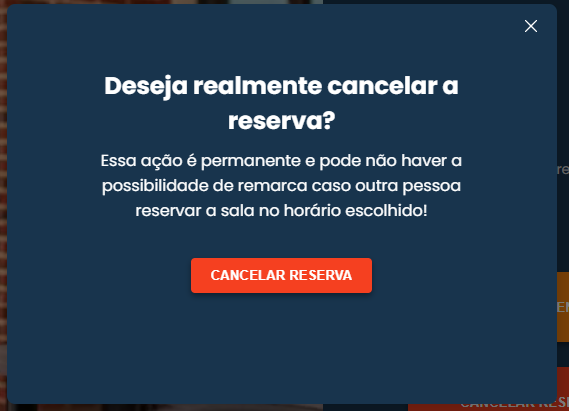 Deseja realmente cancelar a
reserva?
Essa ação é permanente e pode não haver a
possibilidade de remarca caso outra pessoa
reservar a sala no horário escolhido!
CANCELAR RESERVA